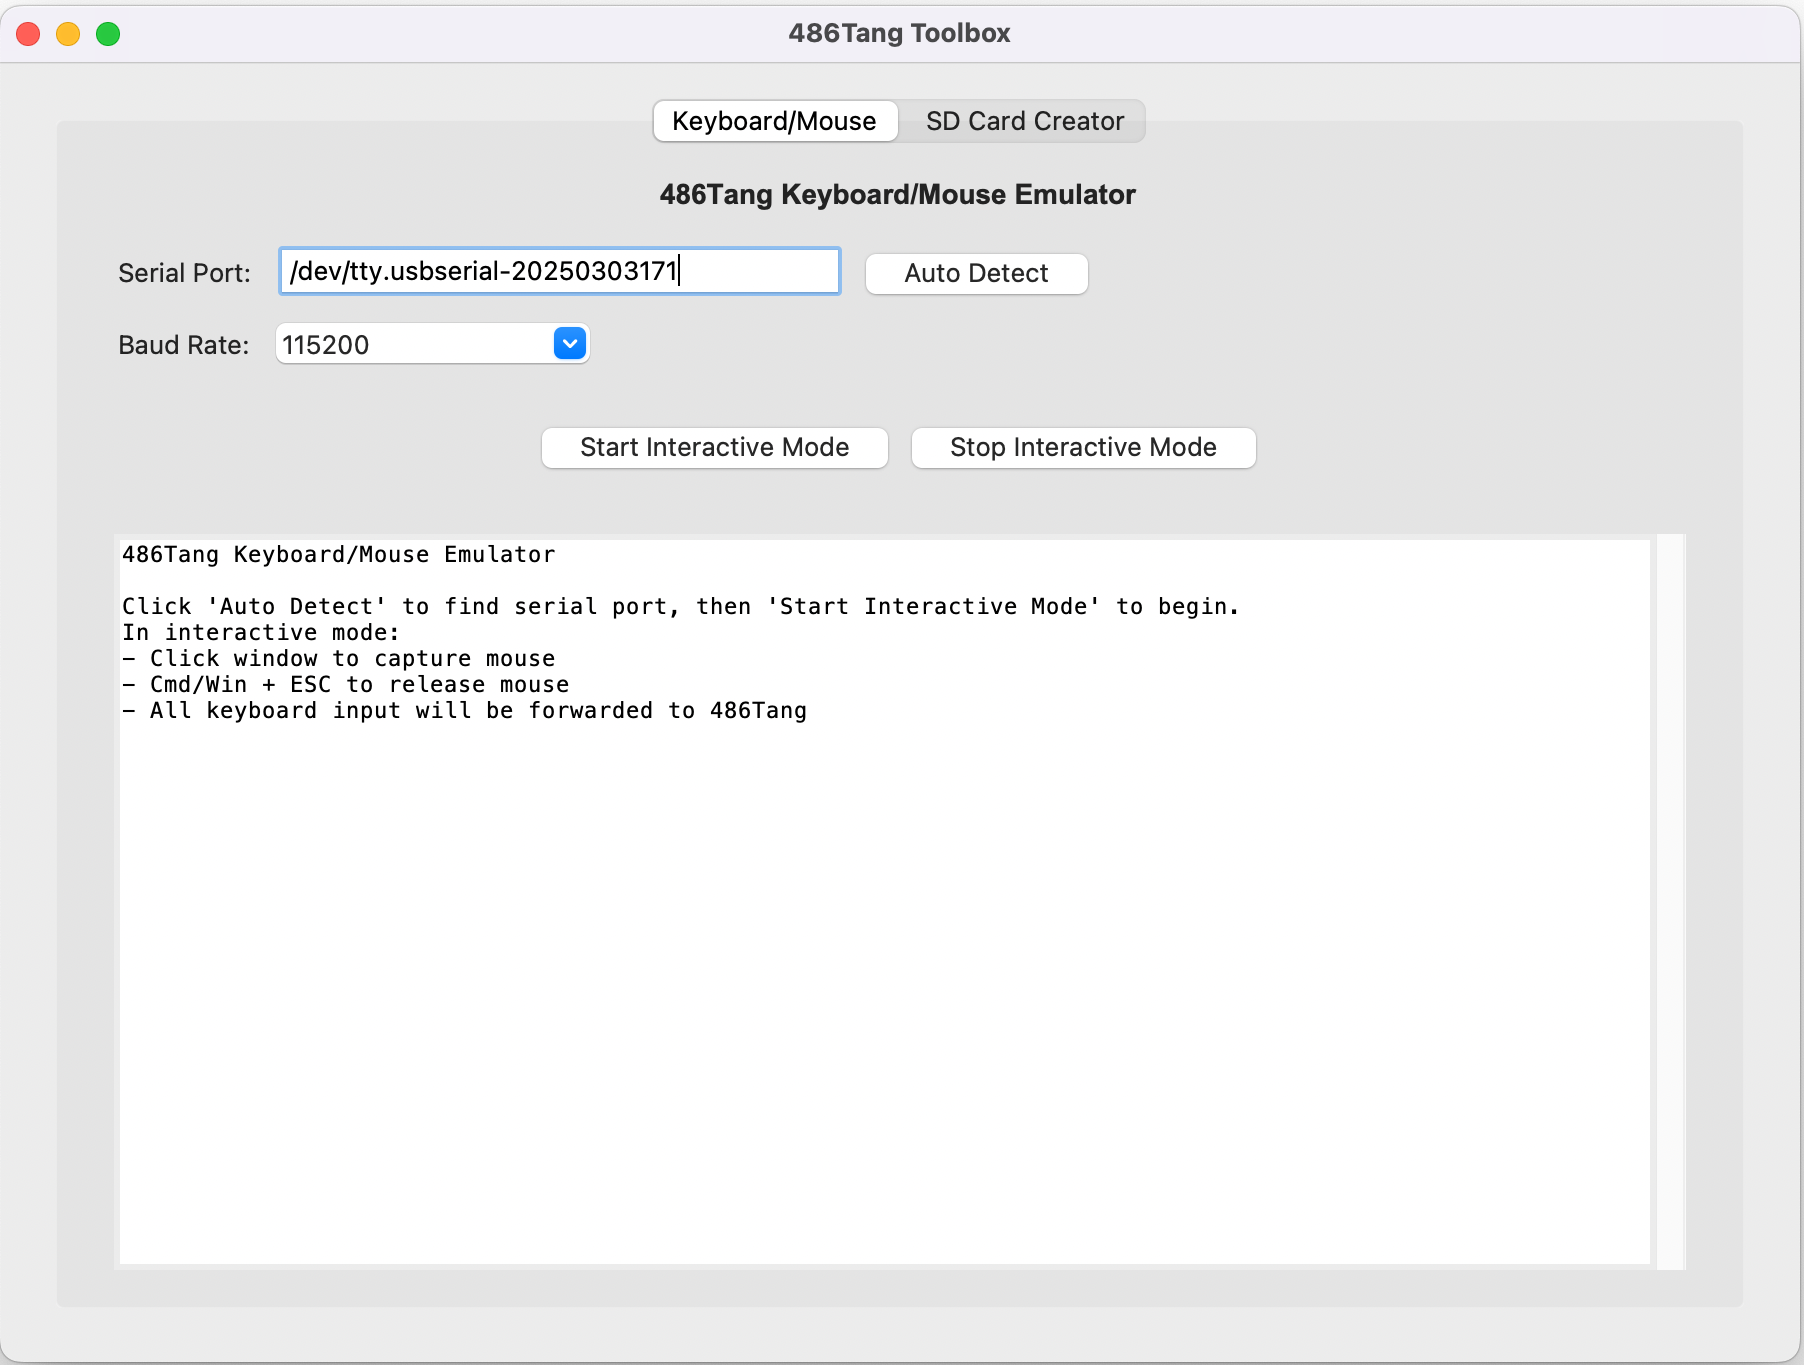 486Tang Toolbox
Keyboard/Mouse SD Card Creator
486Tang Keyboard/Mouse Emulator
Serial Port: /dev/tty.usbserial-20250303171 Auto Detect
Baud Rate: 115200
Start Interactive Mode Stop Interactive Mode
486Tang Keyboard/Mouse Emulator
Click 'Auto Detect' to find serial port, then 'Start Interactive Mode' to begin.
In interactive mode:
- Click window to capture mouse
- Cmd/Win + ESC to release mouse
- All keyboard input will be forwarded to 486Tang